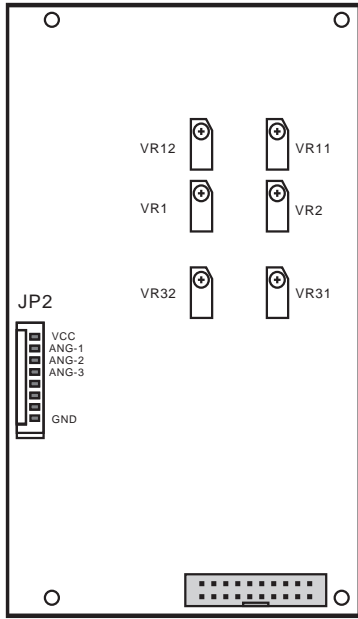 VR12
VR11
VR1
VR2
VR32
VR31
JP2
VCC
ANG-1
ANG-2
ANG-3
GND